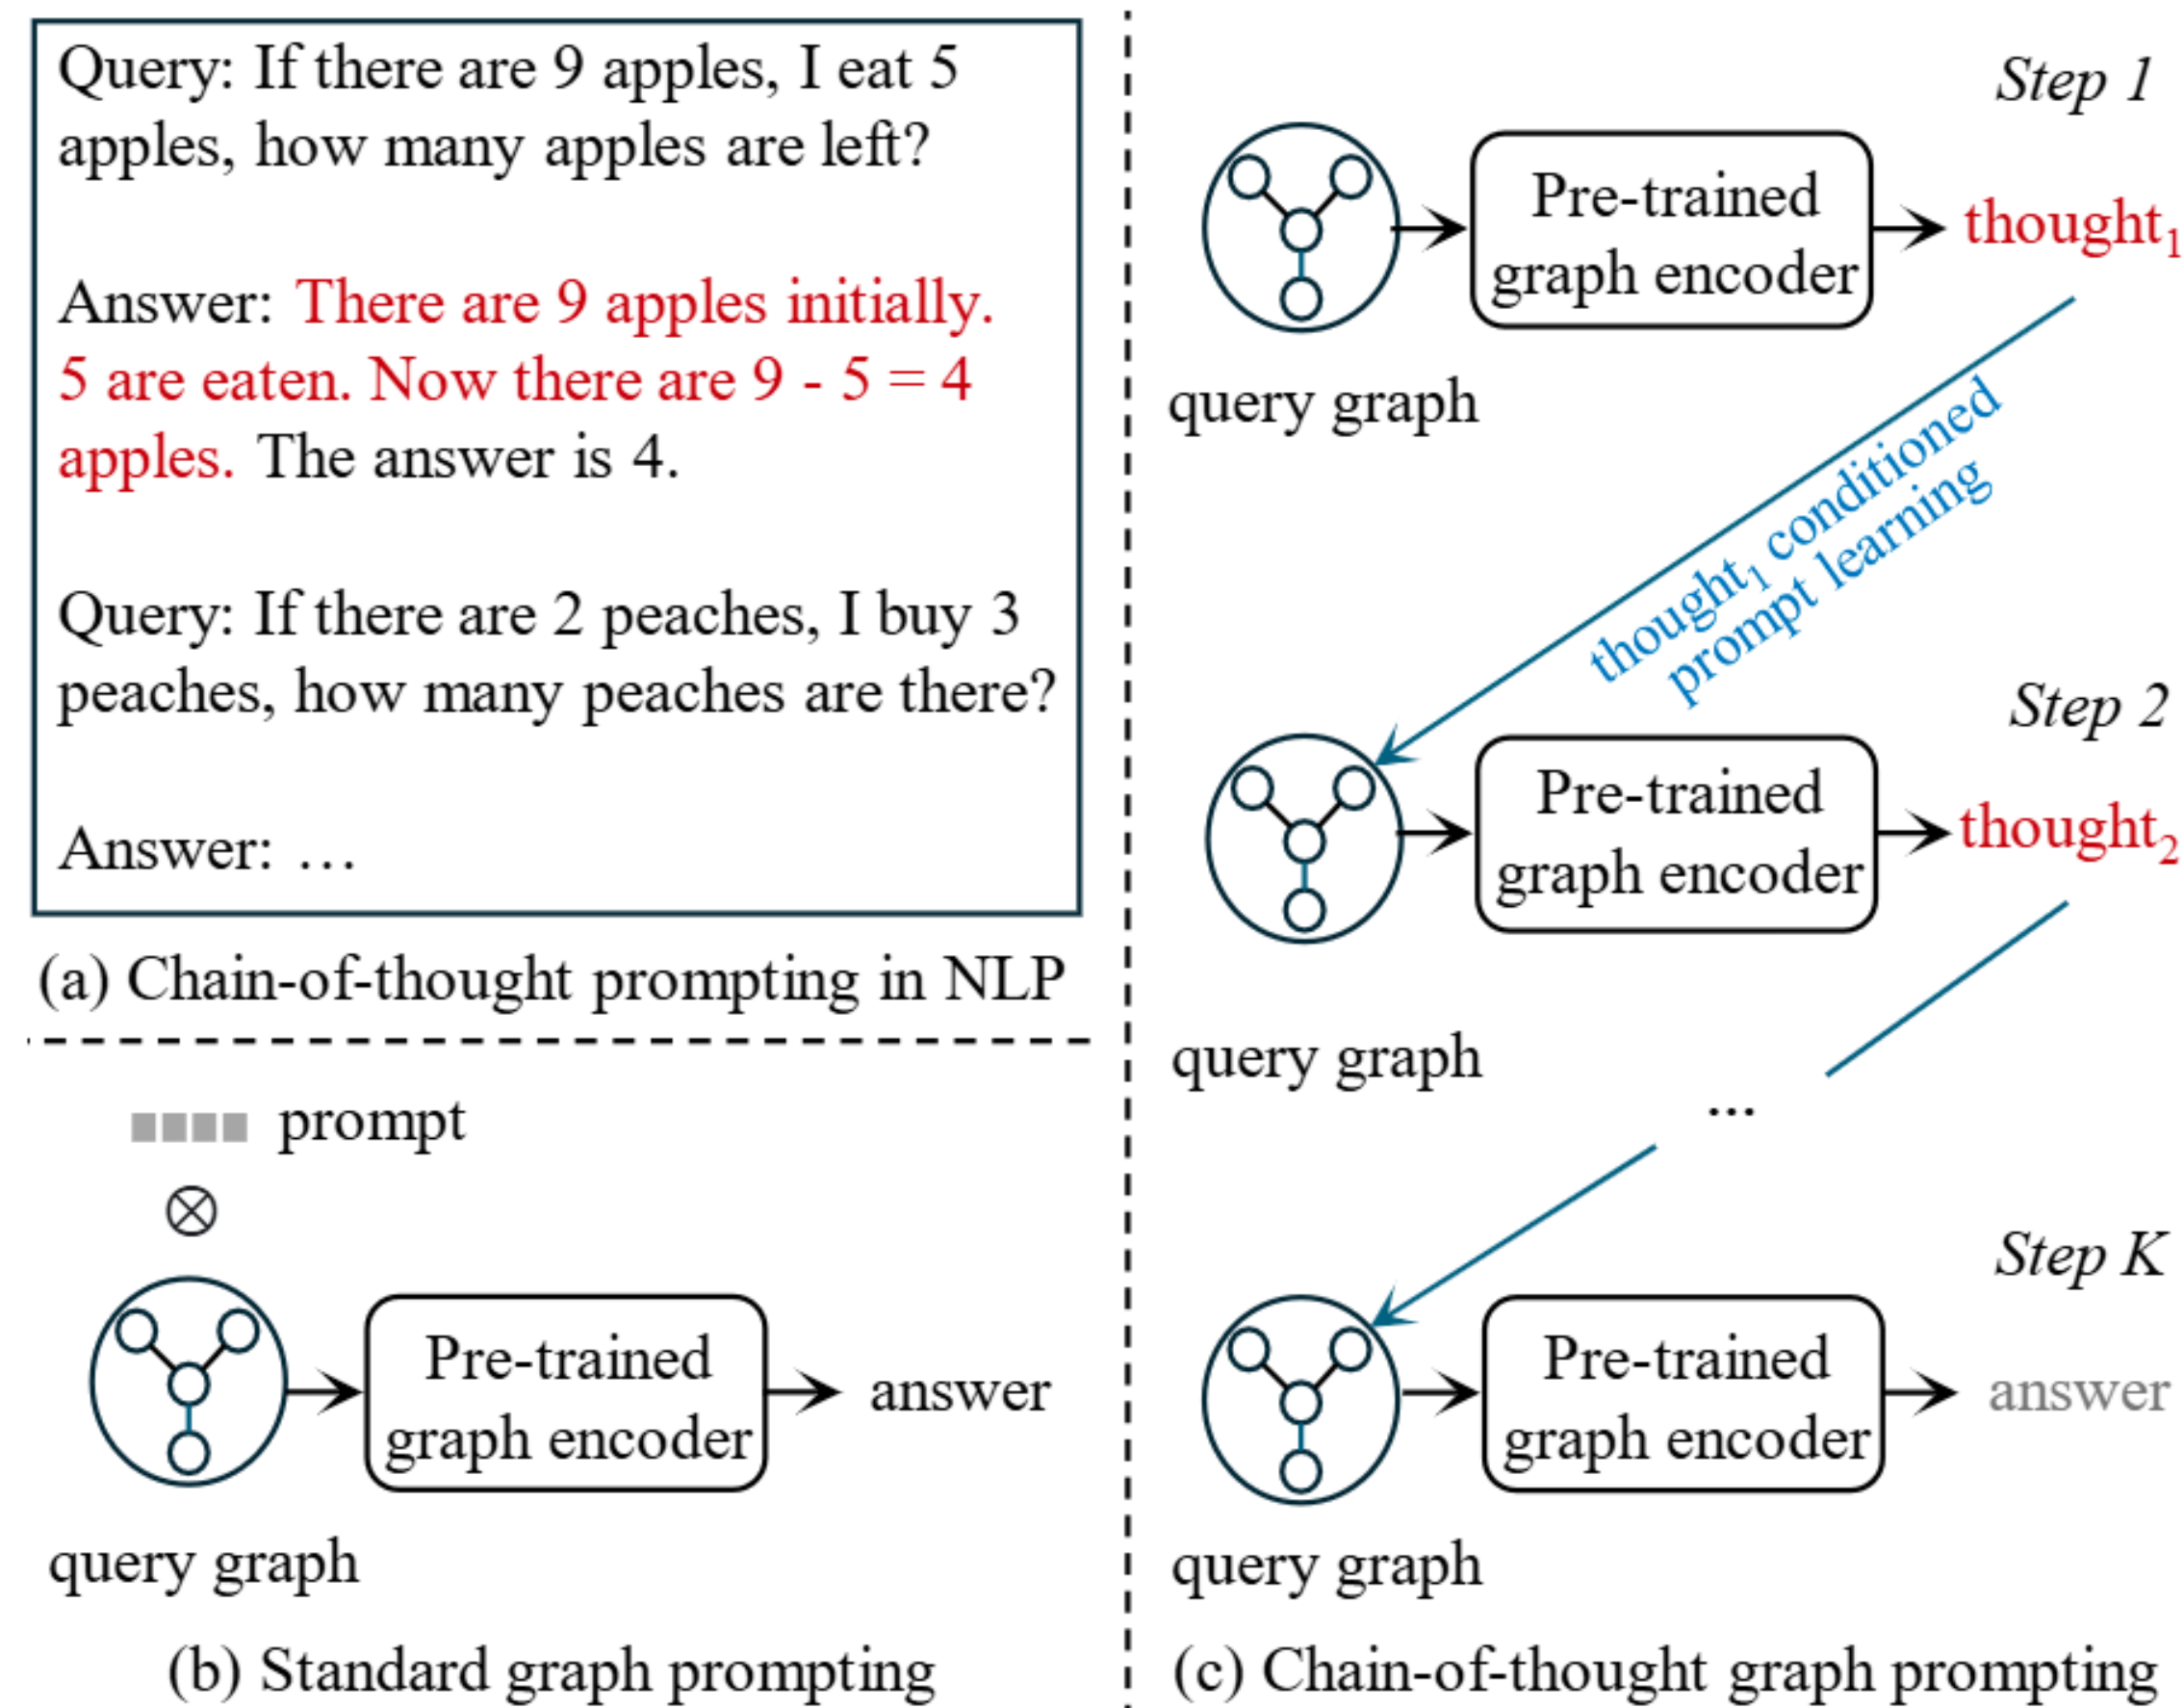 Query: If there are 9 apples, I eat 5
apples, how many apples are left?
Answer: There are 9 apples initially.
5 are eaten. Now there are 9 - 5 = 4
apples. The answer is 4.
Query: If there are 2 peaches, I buy 3
peaches, how many peaches are there?
Answer: …
(a) Chain-of-thought prompting in NLP
prompt
Pre-trained
graph encoder
answer
query graph
(b) Standard graph prompting
Step 1
Pre-trained
graph encoder
thought₁
query graph
thought₁ conditioned
prompt learning
Step 2
Pre-trained
graph encoder
thought₂
query graph
...
Step K
Pre-trained
graph encoder
answer
query graph
(c) Chain-of-thought graph prompting